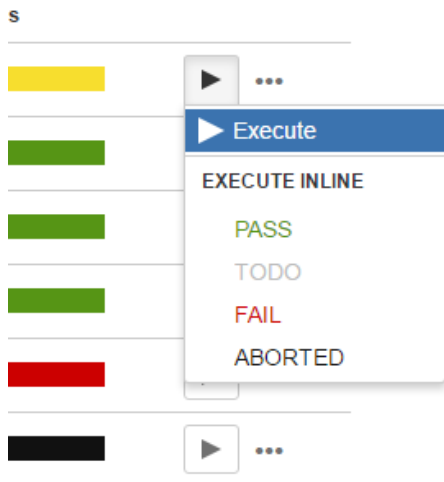 s
Execute
EXECUTE INLINE
PASS
TODO
FAIL
ABORTED